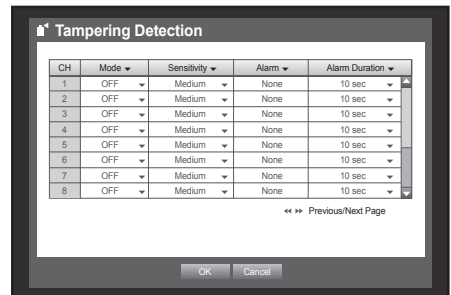 Tampering Detection
CH Mode Sensitivity Alarm Alarm Duration
1 OFF Medium None 10 sec
2 OFF Medium None 10 sec
3 OFF Medium None 10 sec
4 OFF Medium None 10 sec
5 OFF Medium None 10 sec
6 OFF Medium None 10 sec
7 OFF Medium None 10 sec
8 OFF Medium None 10 sec
Previous/Next Page
OK Cancel